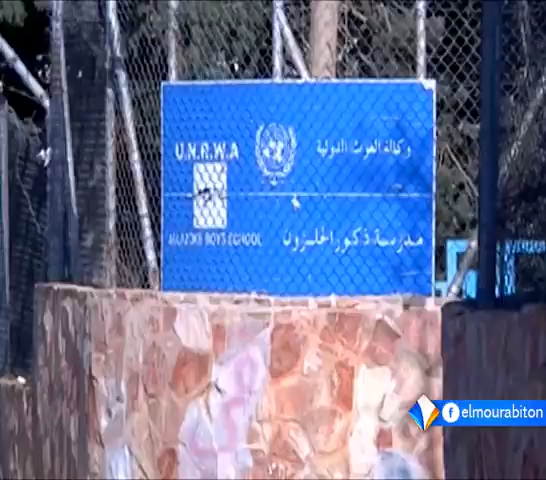 U.N.R.W.A
وكالة الغوث الدولية
BOYS SCHOOL
مدرسة ذكور الحلزون
elmourabiton